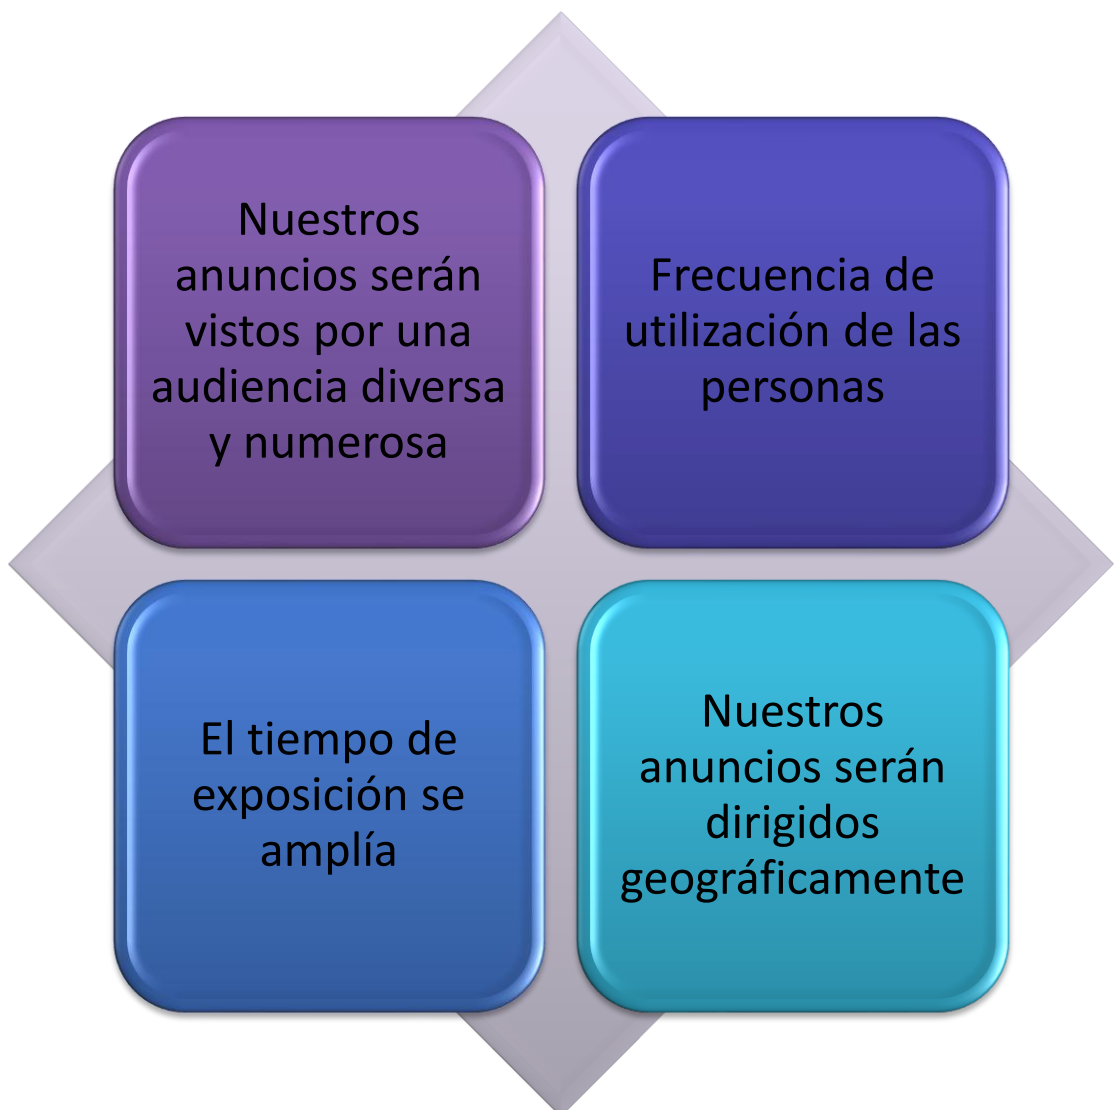 Nuestros
anuncios serán
vistos por una
audiencia diversa
y numerosa
Frecuencia de
utilización de las
personas
El tiempo de
exposición se
amplía
Nuestros
anuncios serán
dirigidos
geográficamente